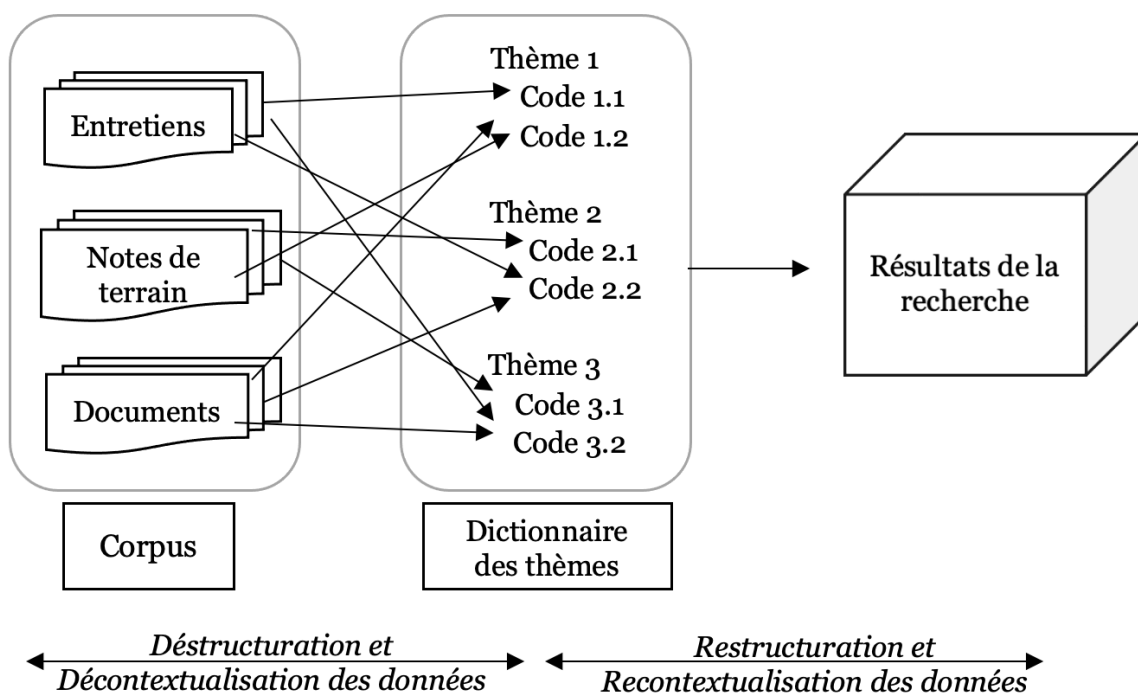 Entretiens
Notes de
terrain
Documents
Corpus
Thème 1
Code 1.1
Code 1.2
Thème 2
Code 2.1
Code 2.2
Thème 3
Code 3.1
Code 3.2
Dictionnaire
des thèmes
Résultats de la
recherche
Déstructuration et
Décontextualisation des données
Restructuration et
Recontextualisation des données